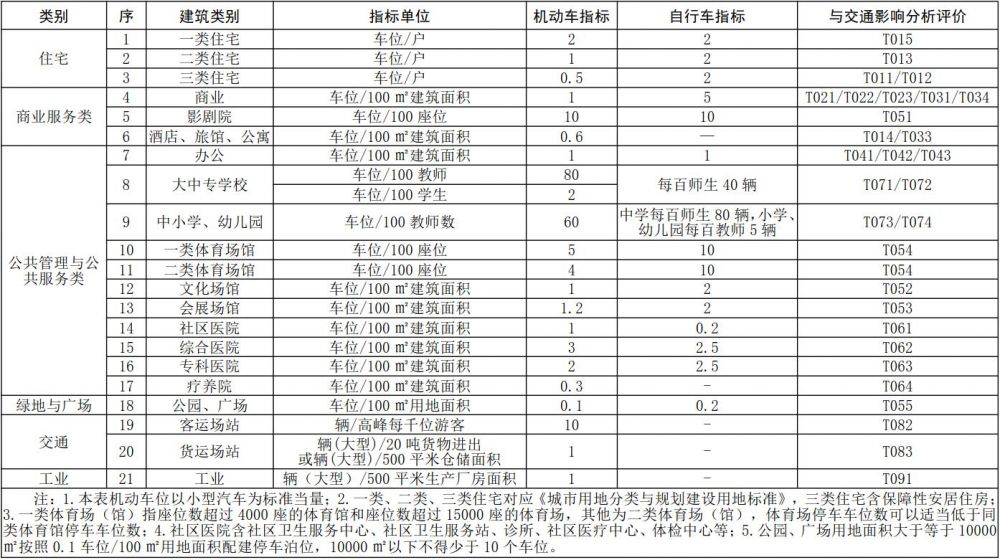 类别 序 建筑类别 指标单位 机动车指标 自行车指标 与交通影响分析评价
住宅 1 一类住宅 车位/户 2 2 T015
2 二类住宅 车位/户 1 2 T013
3 三类住宅 车位/户 0.5 2 T011/T012
商业服务类 4 商业 车位/100 ㎡建筑面积 1 5 T021/T022/T023/T031/T034
5 影剧院 车位/100 座位 10 10 T051
6 酒店、旅馆、公寓 车位/100 ㎡建筑面积 0.6 — T014/T033
公共管理与公共服务类 7 办公 车位/100 ㎡建筑面积 1 1 T041/T042/T043
8 大中专学校 车位/100 教师 80 每百师生 40 辆 T071/T072
车位/100 学生 2
9 中小学、幼儿园 车位/100 教师数 60 中学每百师生 80 辆,小学、幼儿园每百教师 5 辆 T073/T074
10 一类体育场馆 车位/100 座位 5 10 T054
11 二类体育场馆 车位/100 座位 4 10 T054
12 文化场馆 车位/100 ㎡建筑面积 1 2 T052
13 会展场馆 车位/100 ㎡建筑面积 1.2 2 T053
14 社区医院 车位/100 ㎡建筑面积 1 0.2 T061
15 综合医院 车位/100 ㎡建筑面积 3 2.5 T062
16 专科医院 车位/100 ㎡建筑面积 2 2.5 T063
17 疗养院 车位/100 ㎡建筑面积 0.3 - T064
绿地与广场 18 公园、广场 车位/100 ㎡用地面积 0.1 0.2 T055
交通 19 客运场站 辆/高峰每千位游客 10 - T082
20 货运场站 辆(大型)/20 吨货物进出或辆(大型)/500 平米仓储面积 1 - T083
工业 21 工业 辆（大型）/500 平米生产厂房面积 1 - T091
注：1.本表机动车位以小型汽车为标准当量；2.一类、二类、三类住宅对应《城市用地分类与规划建设用地标准》，三类住宅含保障性安居住房；
3.一类体育场（馆）指座位数超过 4000 座的体育馆和座位数超过 15000 座的体育场，其他为二类体育场（馆），体育场停车车位数可以适当低于同
类体育馆停车车位数；4.社区医院含社区卫生服务中心、社区卫生服务站、诊所、社区医疗中心、体检中心等；5.公园、广场用地面积大于等于 10000
㎡按照 0.1 车位/100 ㎡用地面积配建停车泊位，10000 ㎡以下不得少于 10 个车位。